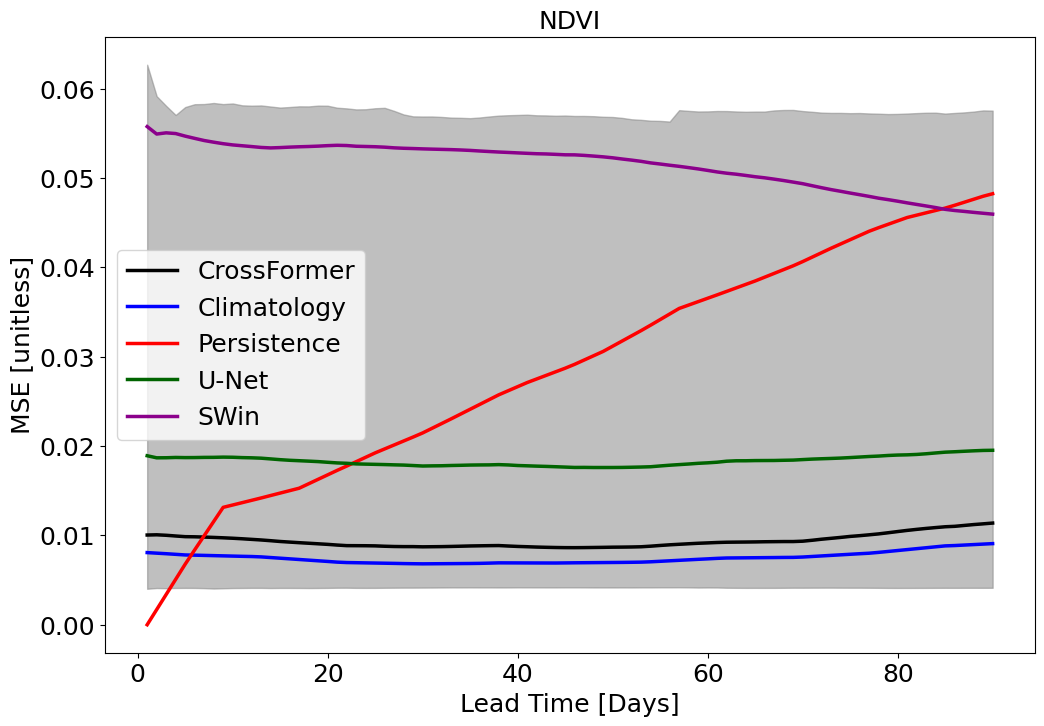 NDVI
MSE [unitless]
0.06
0.05
0.04
0.03
0.02
0.01
0.00
CrossFormer
Climatology
Persistence
U-Net
SWin
0
20
40
60
80
Lead Time [Days]